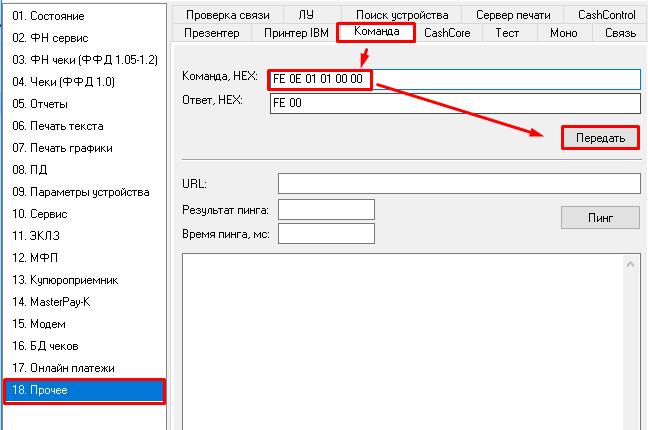 01. Состояние
02. ФН сервис
03. ФН чеки (ФФД 1.05-1.2)
04. Чеки (ФФД 1.0)
05. Отчеты
06. Печать текста
07. Печать графики
08. ПД
09. Параметры устройства
10. Сервис
11. ЭКЛЗ
12. МФП
13. Купюроприемник
14. MasterPay-K
15. Модем
16. БД чеков
17. Онлайн платежи
18. Прочее
Проверка связи ЛУ Поиск устройства Сервер печати CashControl
Презентер Принтер IBM Команда CashCore Тест Моно Связь
Команда, HEX: FE 0E 01 01 00 00
Ответ, HEX: FE 00
Передать
URL:
Результат пинга:
Пинг
Время пинга, мс: